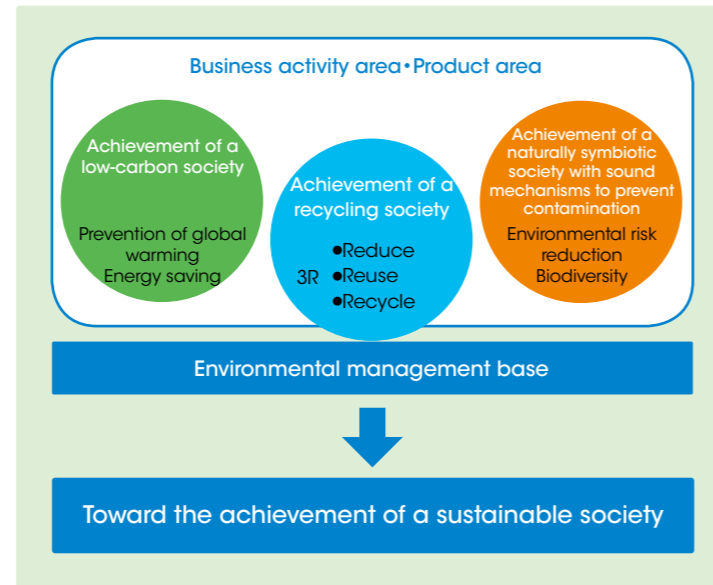 Business activity area•Product area
Achievement of a
low-carbon society
Prevention of global
warming
Energy saving
Achievement of a
recycling society
3R
●Reduce
●Reuse
●Recycle
Achievement of a
naturally symbiotic
society with sound
mechanisms to prevent
contamination
Environmental risk
reduction
Biodiversity
Environmental management base
Toward the achievement of a sustainable society